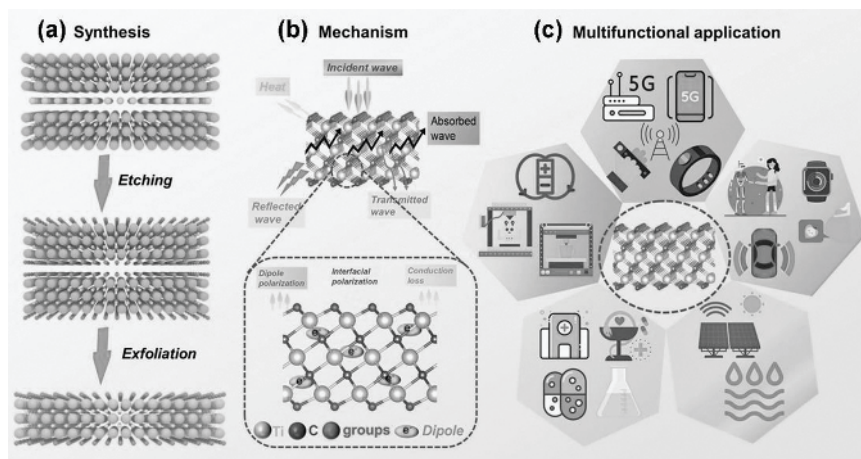 (a) Synthesis
Etching
Exfoliation
(b) Mechanism
Incident wave
Heat
Absorbed
wave
Reflected
wave
Transmitted
wave
Dipole
polarization
Interfacial
polarization
Conduction
loss
e⁻
e⁻
e⁻
e⁻
e⁻
Ti C groups e⁻ Dipole
(c) Multifunctional application
5G
5G